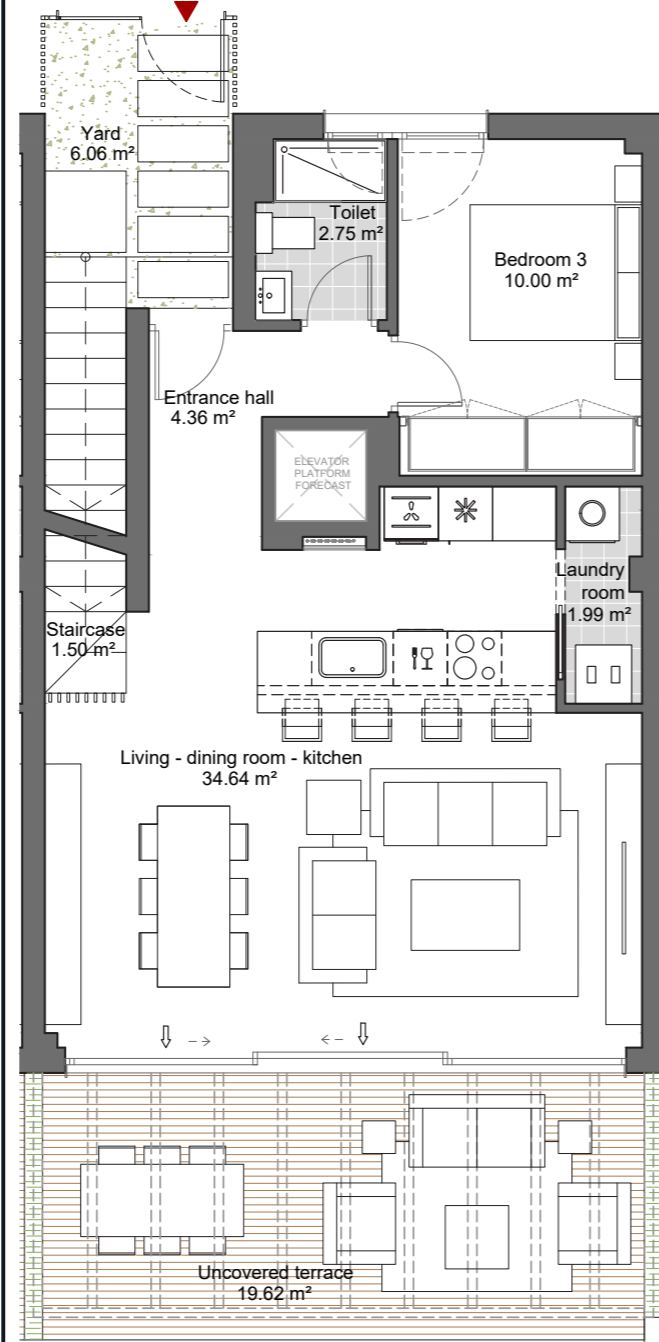 Yard
6.06 m²
Toilet
2.75 m²
Bedroom 3
10.00 m²
Entrance hall
4.36 m²
ELEVATOR
PLATFORM
FORECAST
Laundry
room
1.99 m²
Staircase
1.50 m²
Living - dining room - kitchen
34.64 m²
Uncovered terrace
19.62 m²